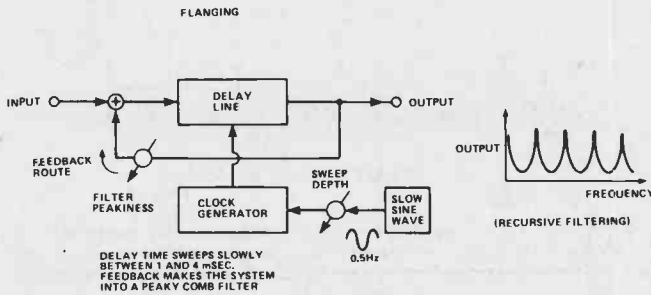 FLANGING
INPUT
+
DELAY
LINE
OUTPUT
FEEDBACK
ROUTE
FILTER
PEAKINESS
CLOCK
GENERATOR
SWEEP
DEPTH
SLOW
SINE
WAVE
0.5Hz
DELAY TIME SWEEPS SLOWLY
BETWEEN 1 AND 4 mSEC.
FEEDBACK MAKES THE SYSTEM
INTO A PEAKY COMB FILTER
OUTPUT
FREQUENCY
(RECURSIVE FILTERING)